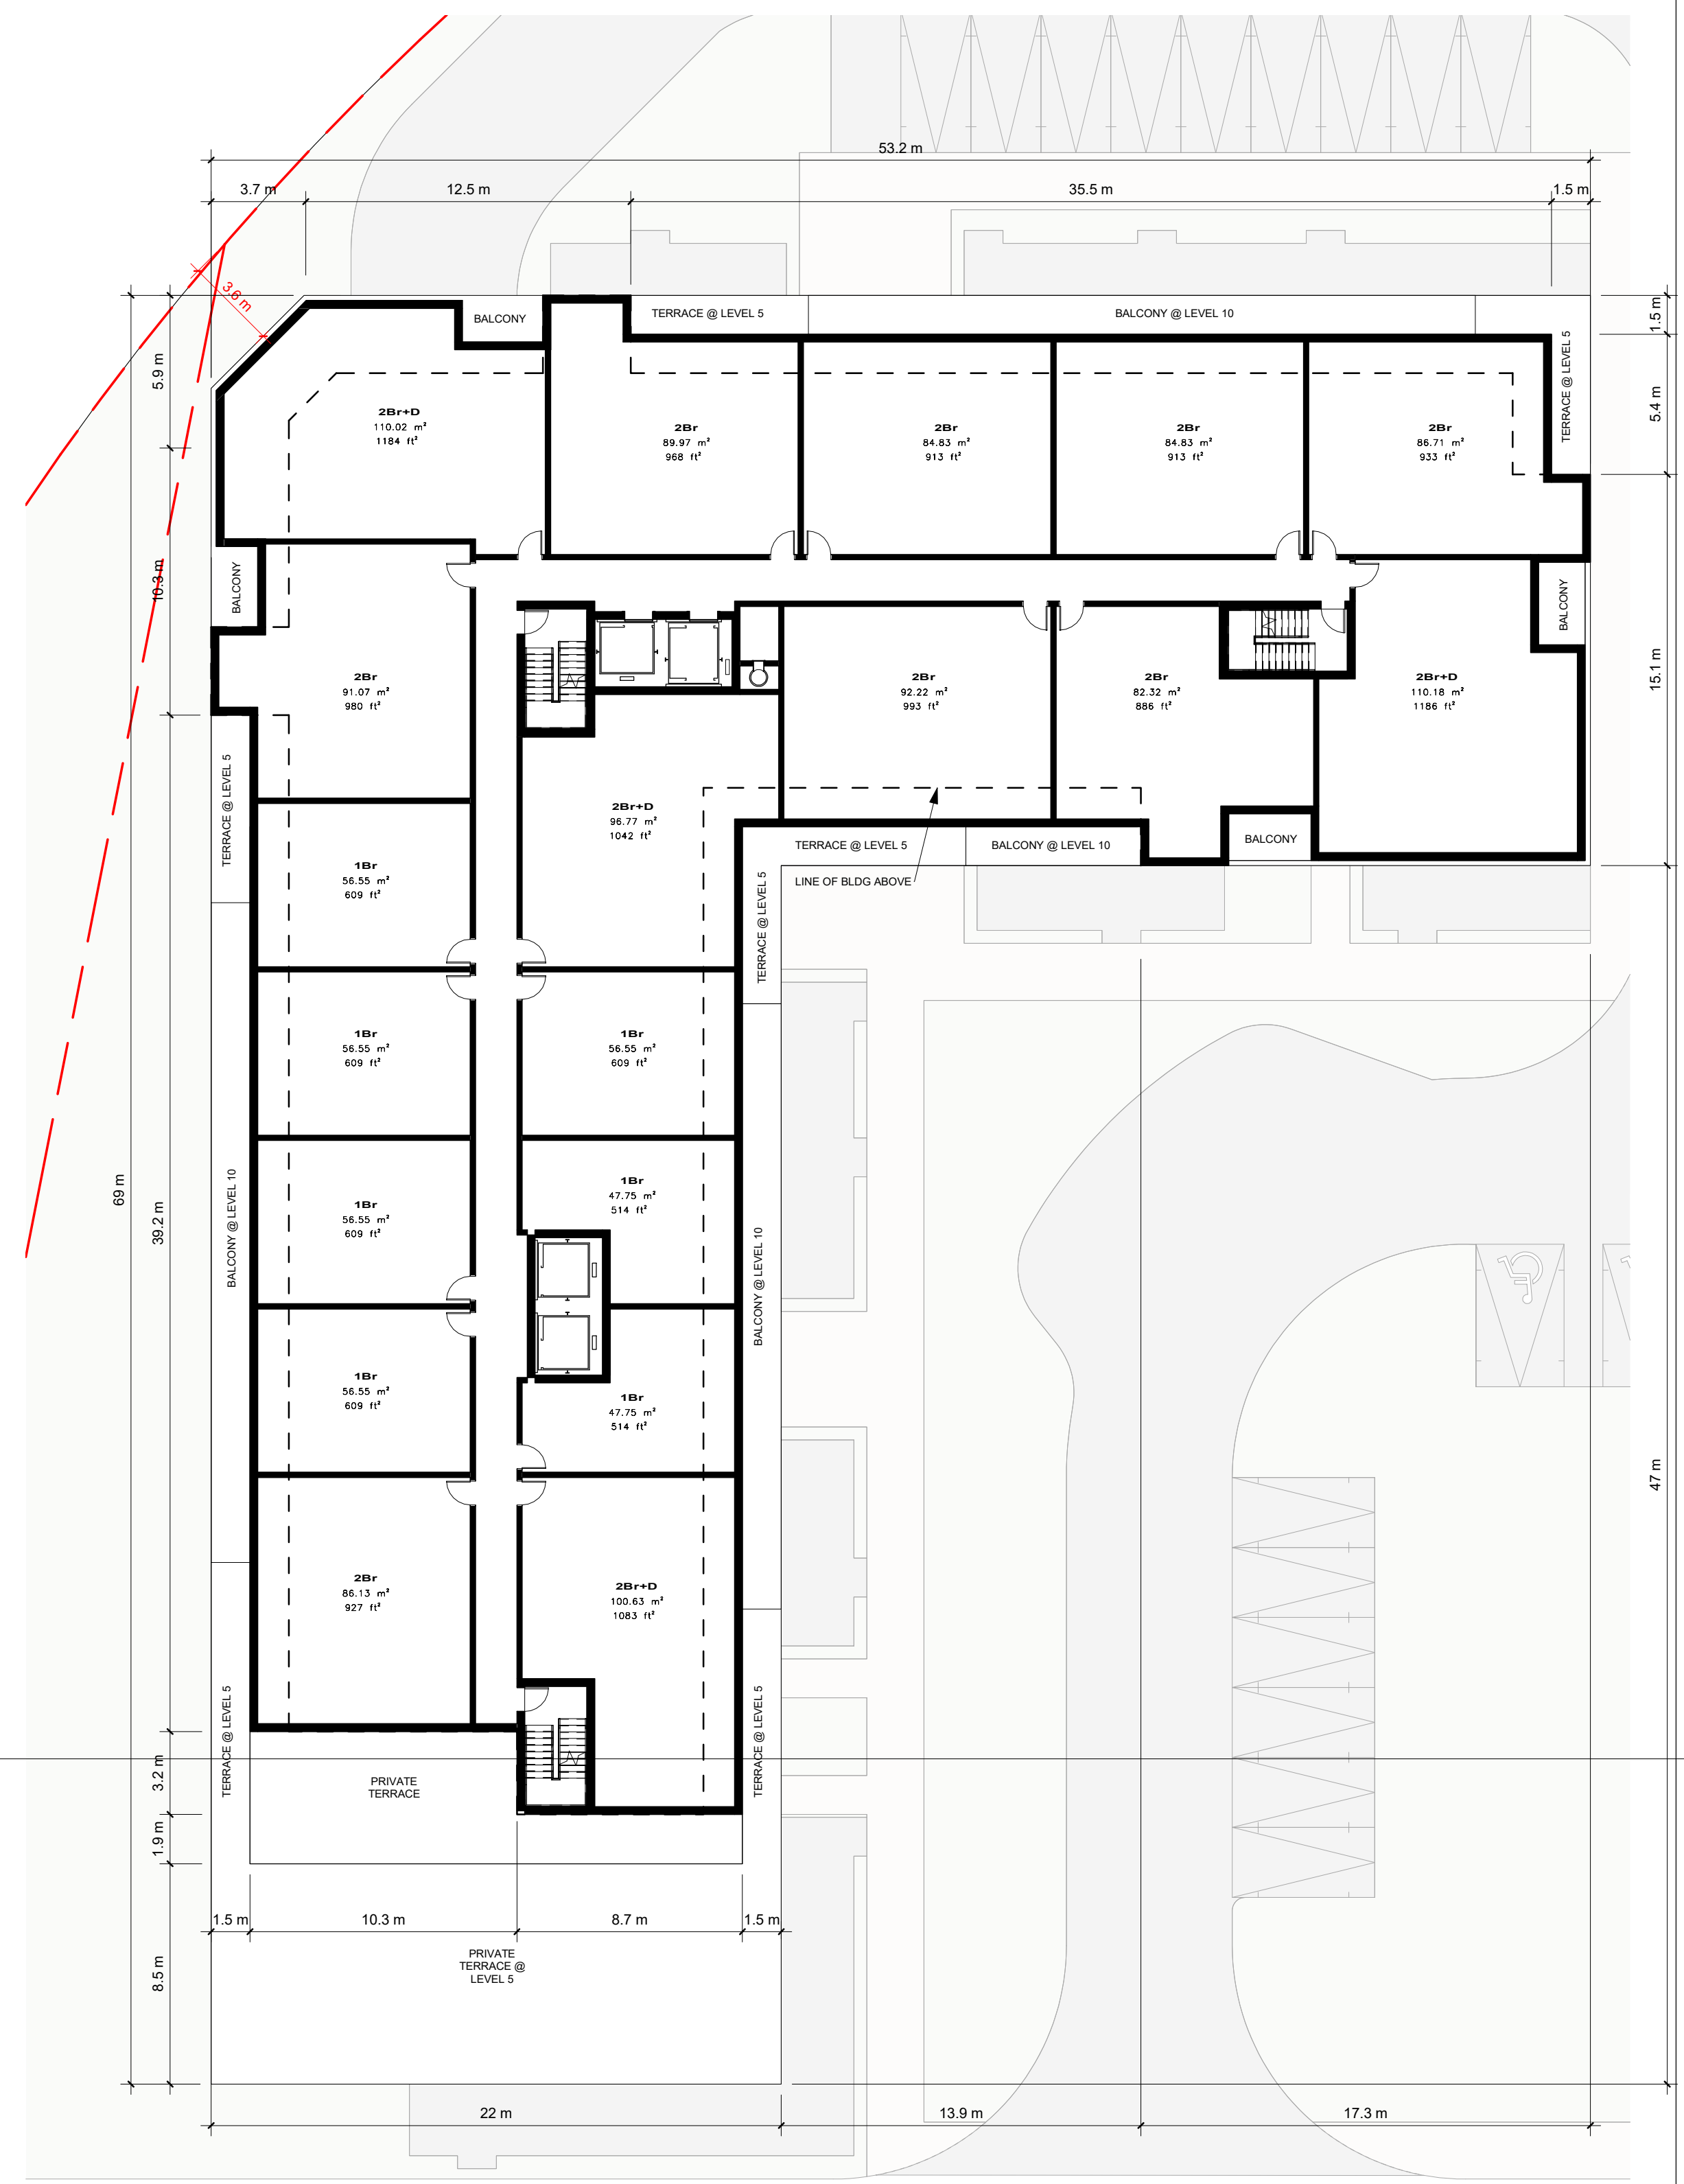 53.2 m
3.7 m
12.5 m
35.5 m
1.5 m
3.6 m
BALCONY
TERRACE @ LEVEL 5
BALCONY @ LEVEL 10
1.5 m
5.9 m
TERRACE @ LEVEL 5
5.4 m
2Br+D
110.02 m²
1184 ft²
2Br
89.97 m²
968 ft²
2Br
84.83 m²
913 ft²
2Br
84.83 m²
913 ft²
2Br
86.71 m²
933 ft²
10.3 m
BALCONY
BALCONY
2Br
91.07 m²
980 ft²
2Br
92.22 m²
993 ft²
2Br
82.32 m²
886 ft²
2Br+D
110.18 m²
1186 ft²
15.1 m
TERRACE @ LEVEL 5
2Br+D
96.77 m²
1042 ft²
TERRACE @ LEVEL 5
BALCONY @ LEVEL 10
BALCONY
LINE OF BLDG ABOVE
1Br
56.55 m²
609 ft²
TERRACE @ LEVEL 5
1Br
56.55 m²
609 ft²
1Br
56.55 m²
609 ft²
69 m
39.2 m
BALCONY @ LEVEL 10
1Br
56.55 m²
609 ft²
1Br
47.75 m²
514 ft²
BALCONY @ LEVEL 10
1Br
56.55 m²
609 ft²
1Br
47.75 m²
514 ft²
47 m
2Br
86.13 m²
927 ft²
2Br+D
100.63 m²
1083 ft²
TERRACE @ LEVEL 5
TERRACE @ LEVEL 5
3.2 m
PRIVATE
TERRACE
1.9 m
1.5 m
10.3 m
8.7 m
1.5 m
PRIVATE
TERRACE @
LEVEL 5
8.5 m
22 m
13.9 m
17.3 m